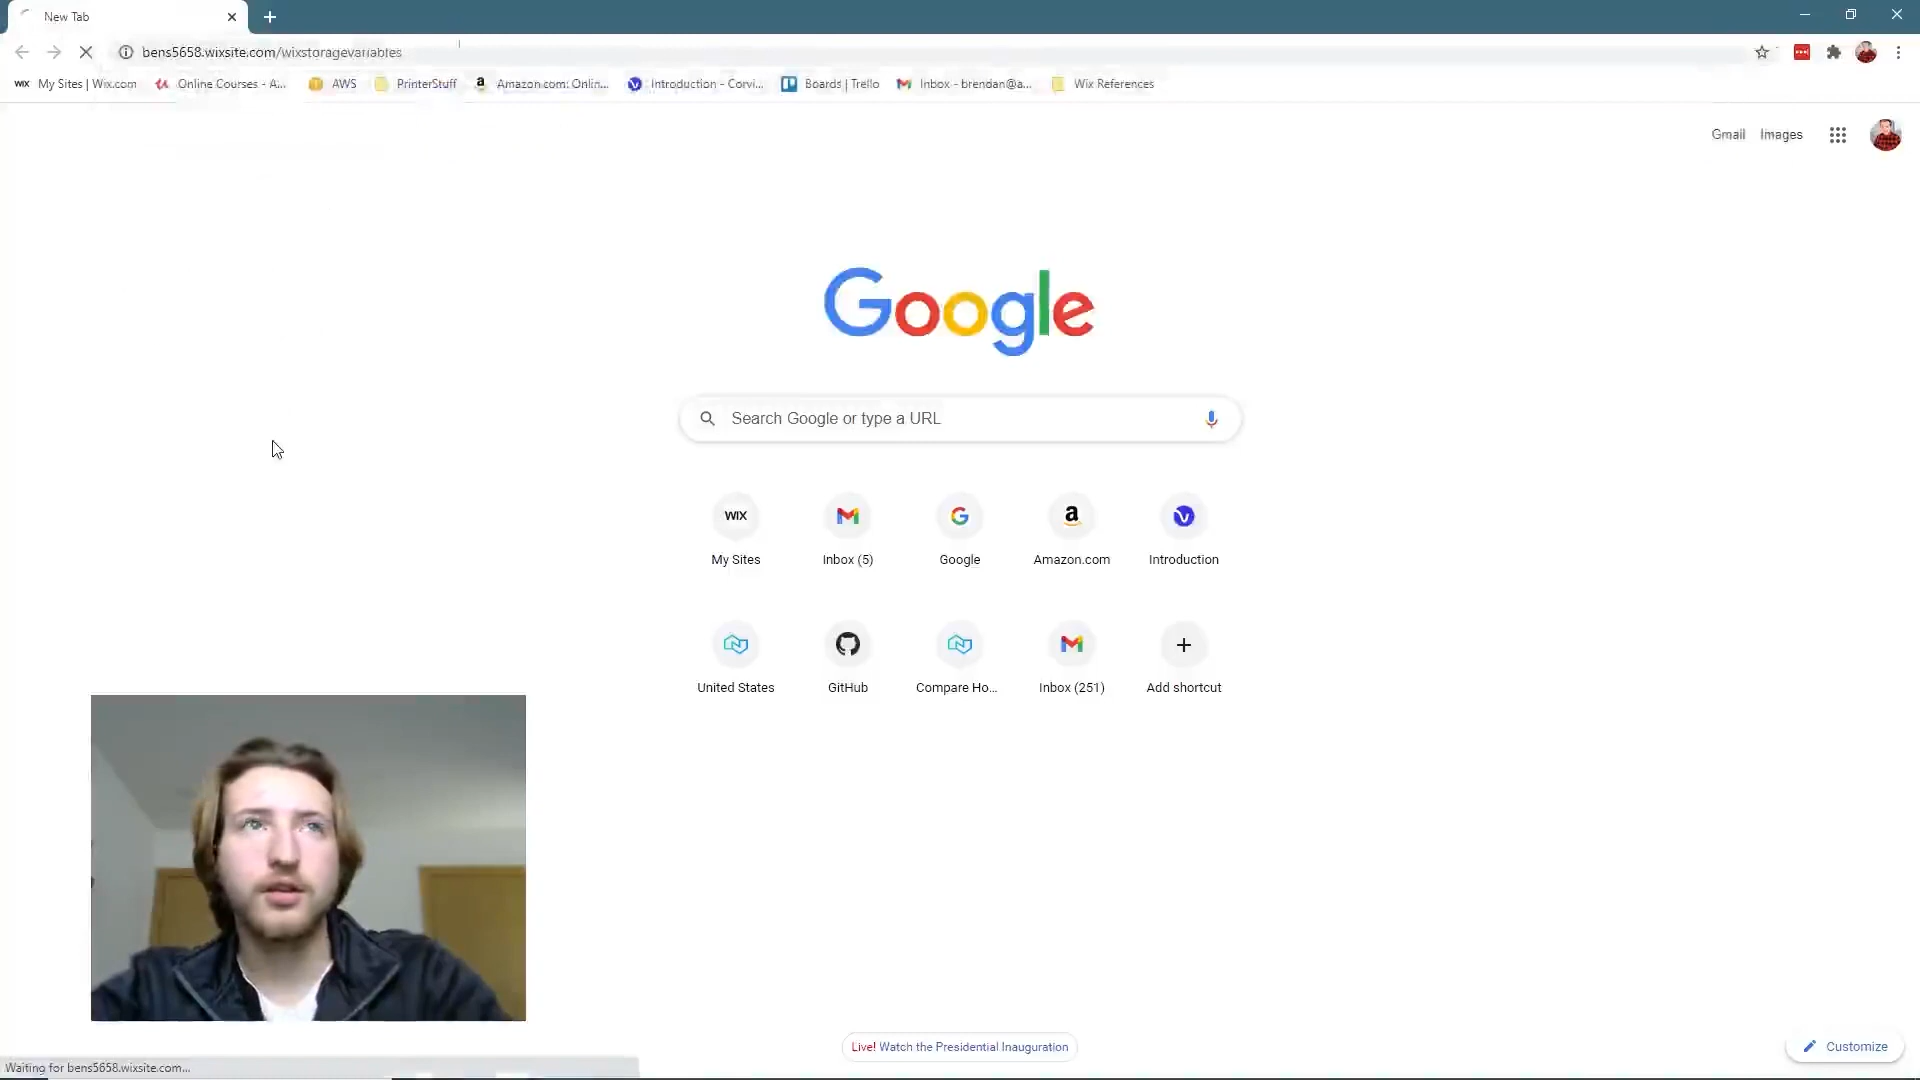 New Tab
bens5658.wixsite.com/wixstoragevariables
WIX My Sites | Wix.com Online Courses - A... AWS PrinterStuff a Amazon.com: Onlin... Introduction - Corvi... Boards | Trello Inbox - brendan@a... Wix References
Gmail Images
Google
Search Google or type a URL
WIX G a
My Sites Inbox (5) Google Amazon.com Introduction
United States GitHub Compare Ho... Inbox (251) Add shortcut
Live! Watch the Presidential Inauguration
Customize
Waiting for bens5658.wixsite.com...